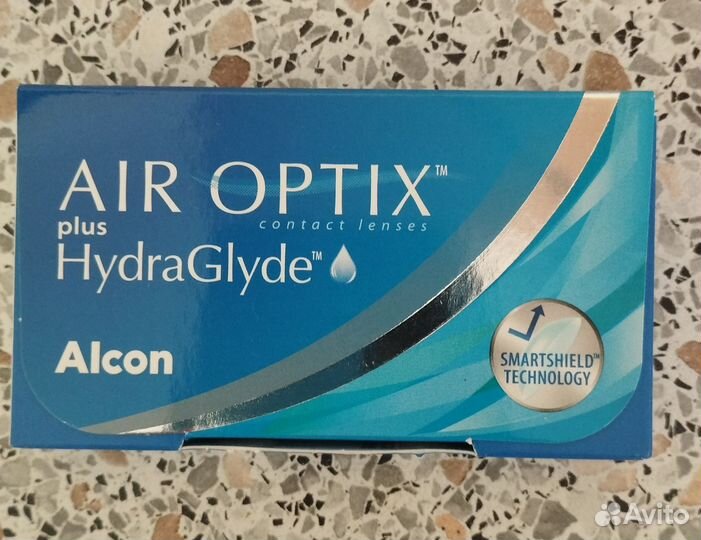 AIR OPTIX™
plus
contact lenses
HydraGlyde™
Alcon
SMARTSHIELD™
TECHNOLOGY
Avito